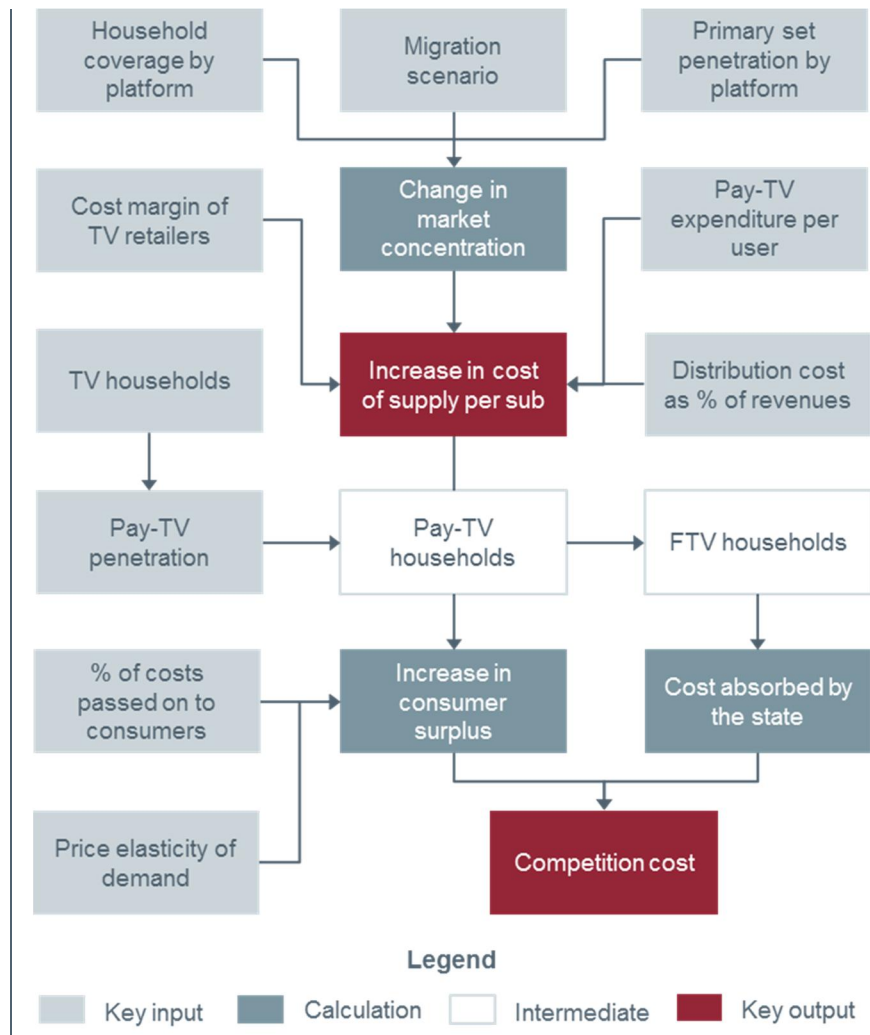 Household
coverage by
platform
Migration
scenario
Primary set
penetration by
platform
Cost margin of
TV retailers
Change in
market
concentration
Pay-TV
expenditure per
user
TV households
Increase in cost
of supply per sub
Distribution cost
as % of revenues
Pay-TV
penetration
Pay-TV
households
FTV households
% of costs
passed on to
consumers
Increase in
consumer
surplus
Cost absorbed by
the state
Price elasticity of
demand
Competition cost
Legend
Key input
Calculation
Intermediate
Key output